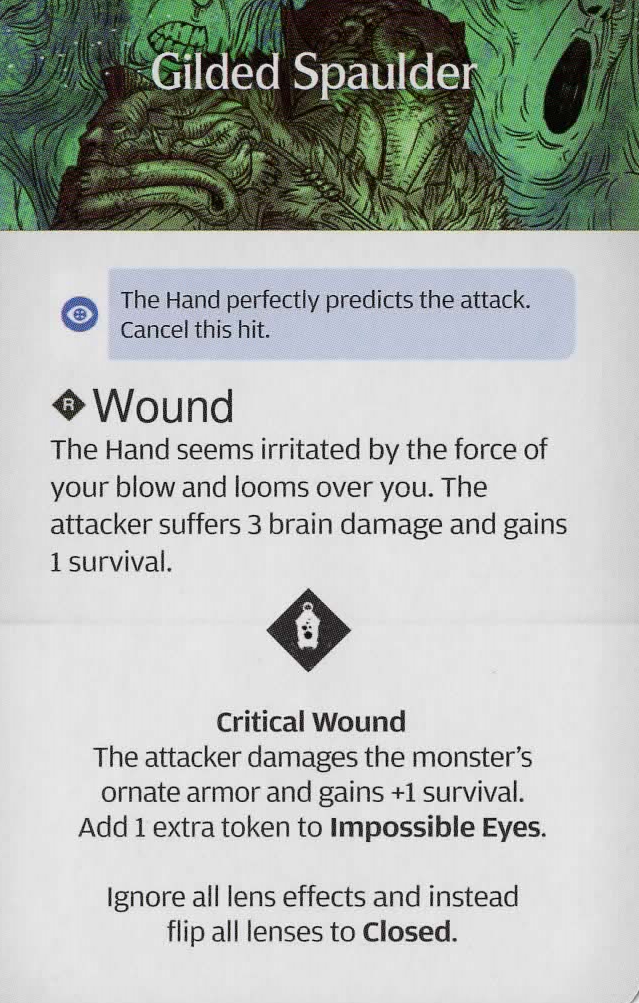 Gilded Spaulder
The Hand perfectly predicts the attack.
Cancel this hit.
R Wound
The Hand seems irritated by the force of
your blow and looms over you. The
attacker suffers 3 brain damage and gains
1 survival.
Critical Wound
The attacker damages the monster's
ornate armor and gains +1 survival.
Add 1 extra token to Impossible Eyes.
Ignore all lens effects and instead
flip all lenses to Closed.